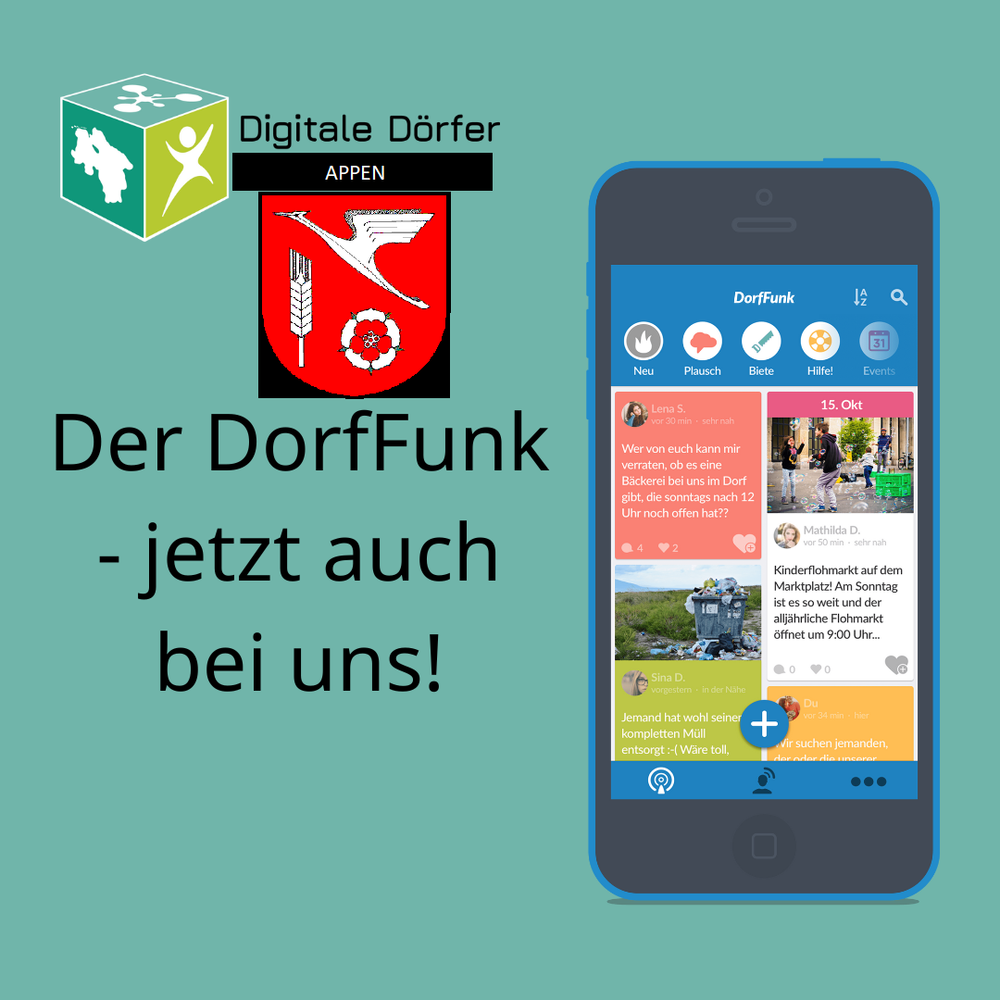 Digitale Dörfer
APPEN
Der DorfFunk
- jetzt auch
bei uns!
DorfFunk
A
Z
31
Neu
Plausch
Biete
Hilfe!
Events
Lena S.
vor 30 min · sehr nah
Wer von euch kann mir
verraten, ob es eine
Bäckerei bei uns im Dorf
gibt, die sonntags nach 12
Uhr noch offen hat??
4
2
Sina D.
vorgestern · in der Nähe
Jemand hat wohl seinen
kompletten Müll
entsorgt :-( Wäre toll,
15. Okt
Mathilda D.
vor 50 min · sehr nah
Kinderflohmarkt auf dem
Marktplatz! Am Sonntag
ist es so weit und der
alljährliche Flohmarkt
öffnet um 9:00 Uhr...
0
0
Du
vor 34 min · hier
Wir suchen jemanden,
der oder die unserer